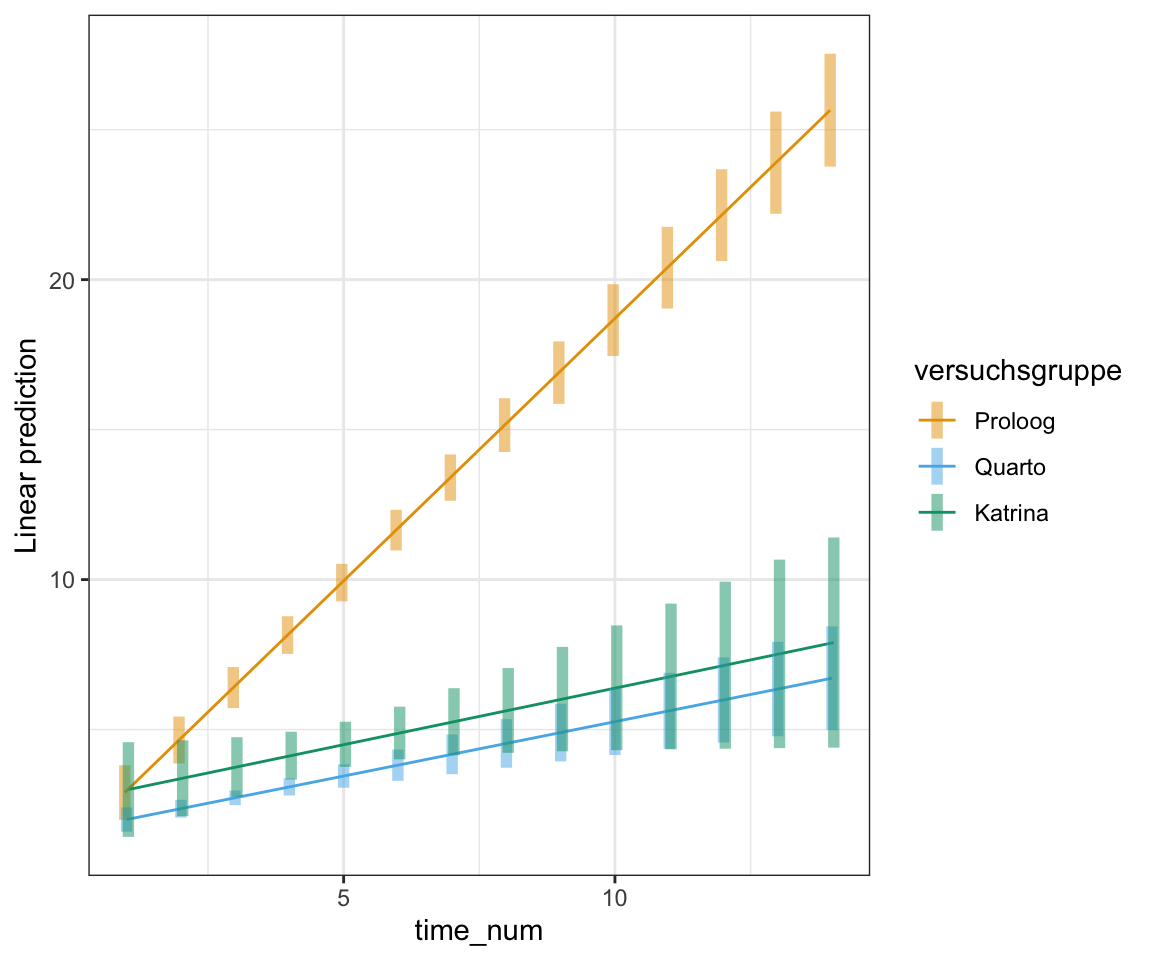 Linear prediction
20
10
5
10
time_num
versuchsgruppe
Proloog
Quarto
Katrina